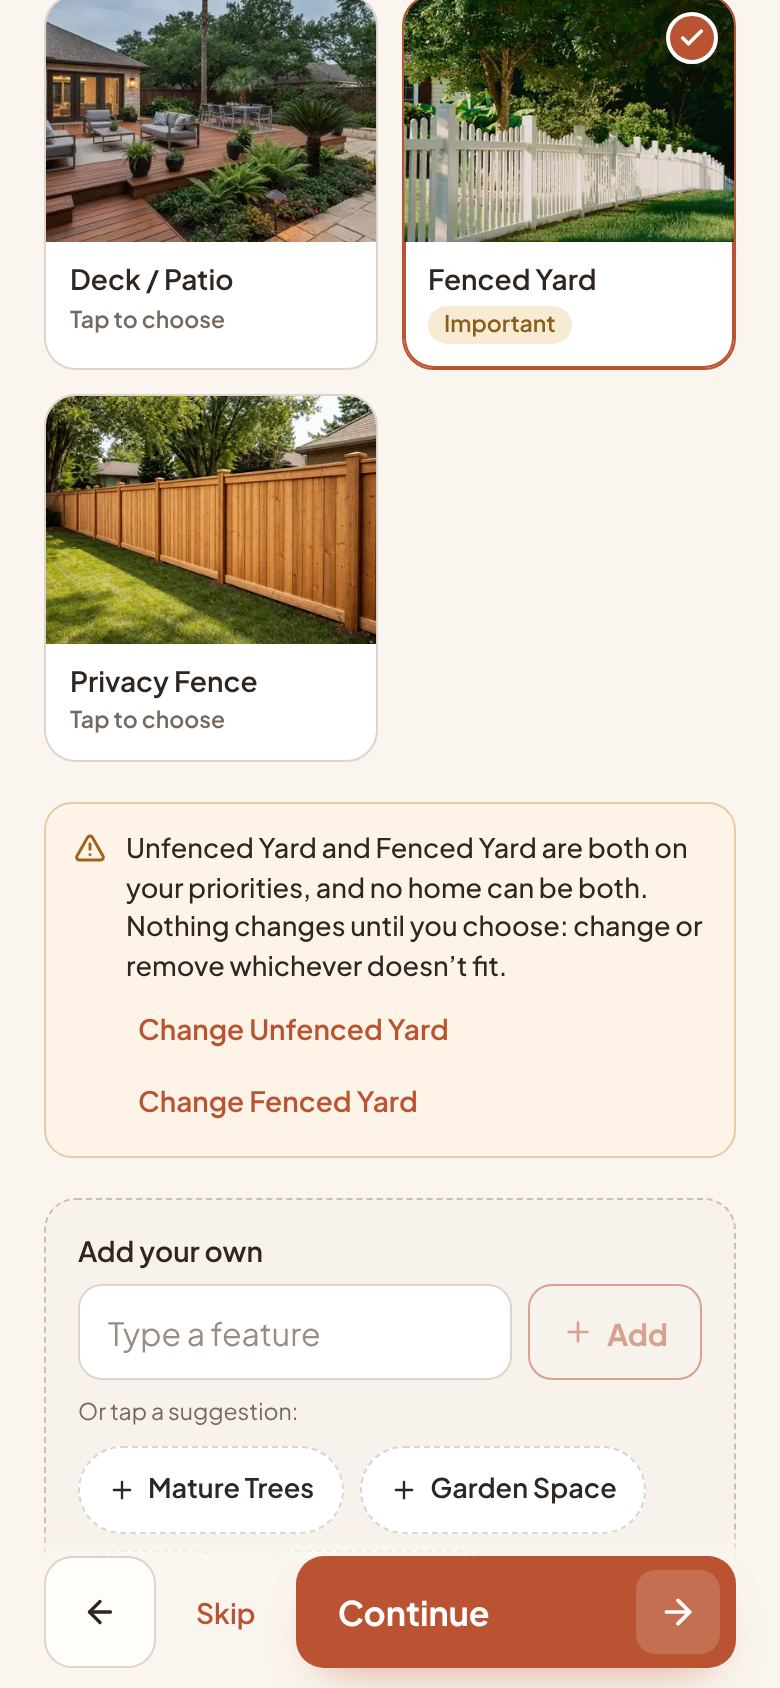 Deck / Patio
Tap to choose
Fenced Yard
Important
Privacy Fence
Tap to choose
Unfenced Yard and Fenced Yard are both on
your priorities, and no home can be both.
Nothing changes until you choose: change or
remove whichever doesn’t fit.
Change Unfenced Yard
Change Fenced Yard
Add your own
Type a feature
Add
Or tap a suggestion:
Mature Trees
Garden Space
Skip
Continue